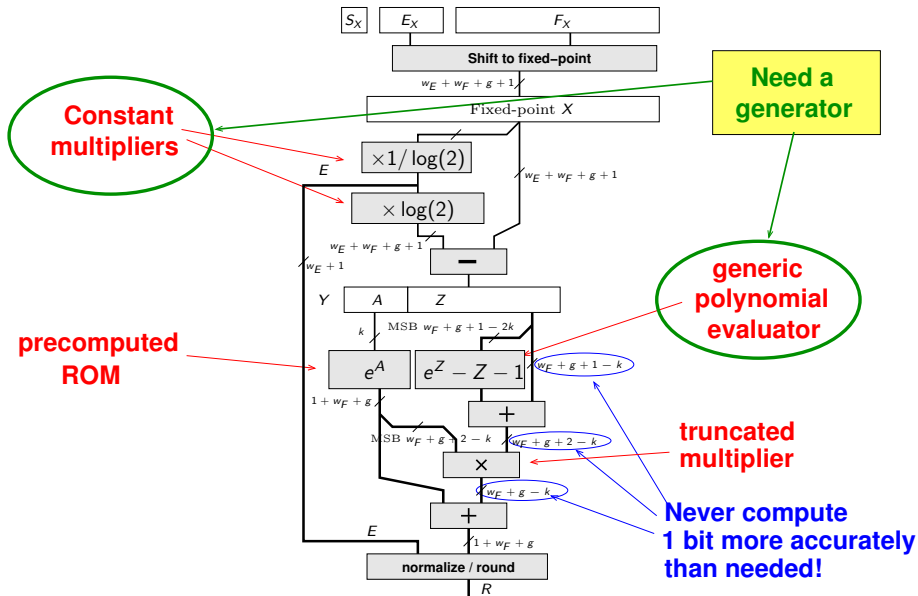 S_X E_X F_X
Shift to fixed–point
w_E + w_F + g + 1
Need a
generator
Fixed-point X
Constant
multipliers
×1/ log(2)
E
w_E + w_F + g + 1
× log(2)
w_E + w_F + g + 1
w_E + 1
−
generic
polynomial
evaluator
Y A Z
k
MSB w_F + g + 1 − 2k
precomputed
ROM
e^A
e^Z − Z − 1
w_F + g + 1 − k
1 + w_F + g
+
MSB w_F + g + 2 − k
w_F + g + 2 − k
truncated
multiplier
×
w_F + g − k
+
Never compute
1 bit more accurately
than needed!
E
1 + w_F + g
normalize / round
R